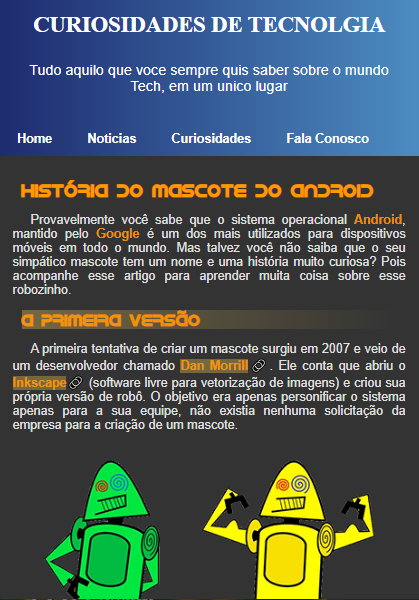 CURIOSIDADES DE TECNOLGIA
Tudo aquilo que voce sempre quis saber sobre o mundo
Tech, em um unico lugar
Home Noticias Curiosidades Fala Conosco
HISTÓRIA DO MASCOTE DO ANDROID
Provavelmente você sabe que o sistema operacional Android,
mantido pelo Google é um dos mais utilizados para dispositivos
móveis em todo o mundo. Mas talvez você não saiba que o seu
simpático mascote tem um nome e uma história muito curiosa? Pois
acompanhe esse artigo para aprender muita coisa sobre esse
robozinho.
A PRIMEIRA VERSÃO
A primeira tentativa de criar um mascote surgiu em 2007 e veio de
um desenvolvedor chamado Dan Morrill . Ele conta que abriu o
Inkscape (software livre para vetorização de imagens) e criou sua
própria versão de robô. O objetivo era apenas personificar o sistema
apenas para a sua equipe, não existia nenhuma solicitação da
empresa para a criação de um mascote.